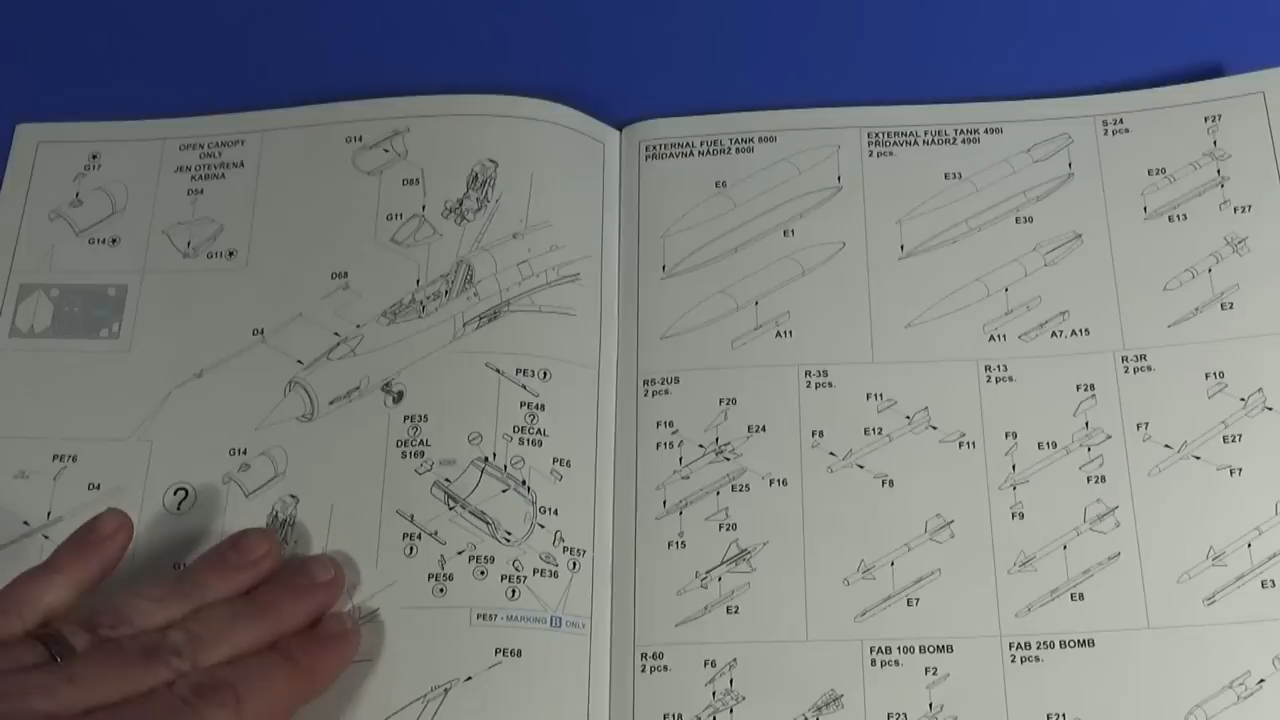 G17
G14
OPEN CANOPY
ONLY
JEN OTEVŘENÁ
KABINA
D54
G11
G14
D85
G11
D68
D4
PE3
PE48
?
DECAL
S169
PE35
?
DECAL
S169
PE6
G14
PE4
PE56
PE59
PE57
PE36
PE57
PE57 - MARKING B ONLY
PE76
D4
?
G14
PE68
EXTERNAL FUEL TANK 800l
PŘÍDAVNÁ NÁDRŽ 800l
E6
E1
A11
EXTERNAL FUEL TANK 490l
PŘÍDAVNÁ NÁDRŽ 490l
2 pcs.
E33
E30
A11
A7, A15
S-24
2 pcs.
F27
E20
E13
F27
E2
RS-2US
2 pcs.
F20
F16
F15
E24
E25
F16
F20
F15
E2
R-3S
2 pcs.
F11
F8
E12
F11
F8
E7
R-13
2 pcs.
F28
F9
E19
F28
F9
E8
R-3R
2 pcs.
F10
F7
E27
F7
E3
R-60
2 pcs.
F6
E18
FAB 100 BOMB
8 pcs.
F2
E23
FAB 250 BOMB
2 pcs.
E21